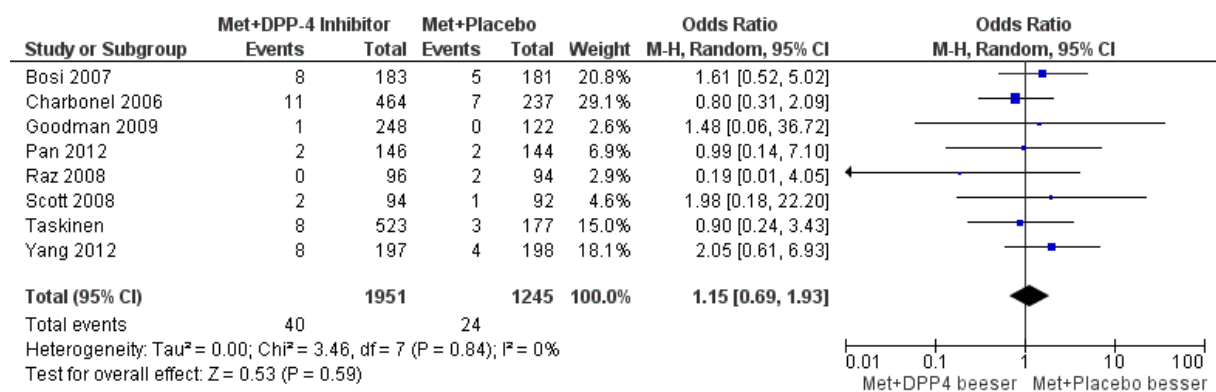 Met+DPP-4 Inhibitor Met+Placebo Odds Ratio Odds Ratio
Study or Subgroup Events Total Events Total Weight M-H, Random, 95% CI M-H, Random, 95% CI
Bosi 2007 8 183 5 181 20.8% 1.61 [0.52, 5.02]
Charbonel 2006 11 464 7 237 29.1% 0.80 [0.31, 2.09]
Goodman 2009 1 248 0 122 2.6% 1.48 [0.06, 36.72]
Pan 2012 2 146 2 144 6.9% 0.99 [0.14, 7.10]
Raz 2008 0 96 2 94 2.9% 0.19 [0.01, 4.05]
Scott 2008 2 94 1 92 4.6% 1.98 [0.18, 22.20]
Taskinen 8 523 3 177 15.0% 0.90 [0.24, 3.43]
Yang 2012 8 197 4 198 18.1% 2.05 [0.61, 6.93]
Total (95% CI) 1951 1245 100.0% 1.15 [0.69, 1.93]
Total events 40 24
Heterogeneity: Tau² = 0.00; Chi² = 3.46, df = 7 (P = 0.84); I² = 0%
Test for overall effect: Z = 0.53 (P = 0.59)
0.01 0.1 1 10 100
Met+DPP4 beeser Met+Placebo besser